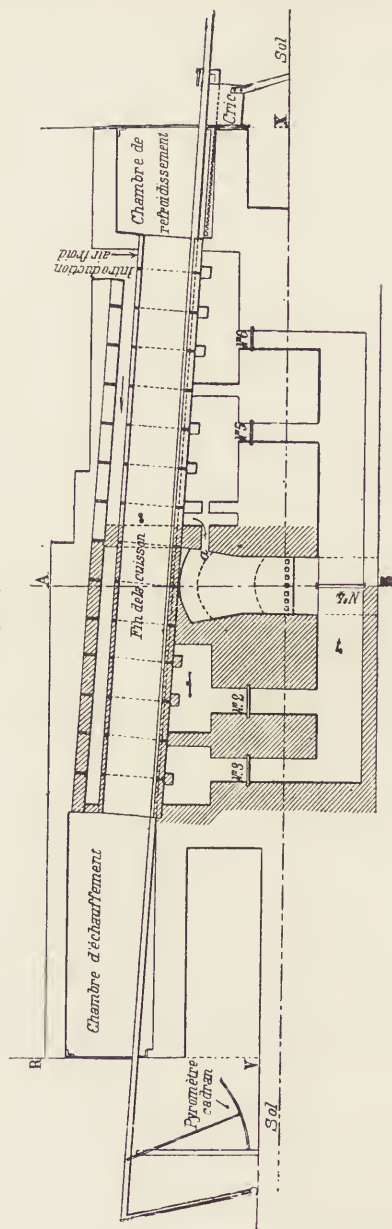 R
Chambre d'échauffement
Pyromètre
cadran
V
Sol
A
Fin de la cuisson
Introduction
air froid
Chambre de
refroidissement
Cric
Sol
X
a
N°3
N°2
N°4
N°5
N°6
B